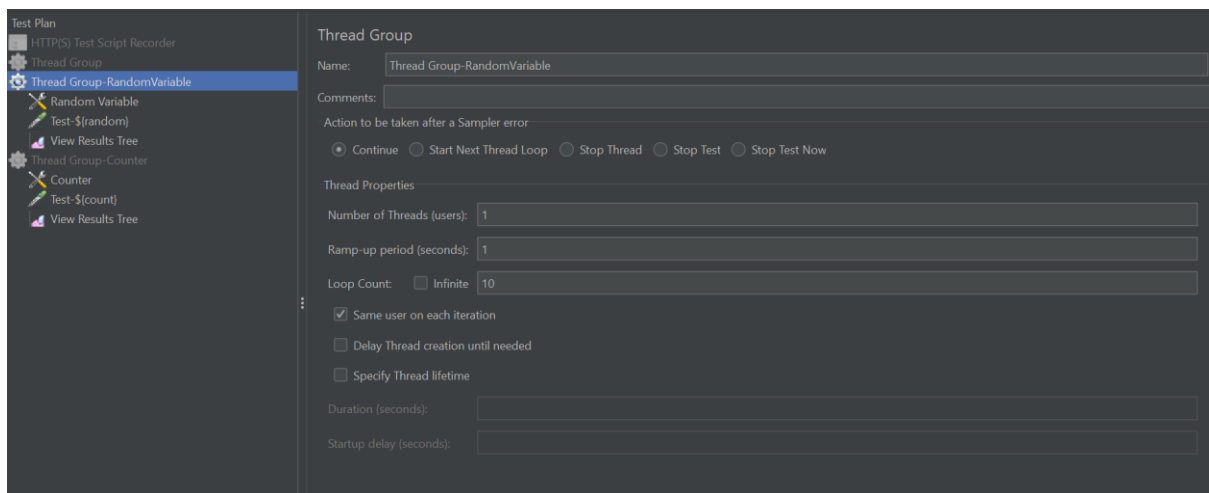 Test Plan
HTTP(S) Test Script Recorder
Thread Group
Thread Group-RandomVariable
Random Variable
Test-${random}
View Results Tree
Thread Group-Counter
Counter
Test-${count}
View Results Tree
Thread Group
Name: Thread Group-RandomVariable
Comments:
Action to be taken after a Sampler error
Continue Start Next Thread Loop Stop Thread Stop Test Stop Test Now
Thread Properties
Number of Threads (users): 1
Ramp-up period (seconds): 1
Loop Count: Infinite 10
Same user on each iteration
Delay Thread creation until needed
Specify Thread lifetime
Duration (seconds):
Startup delay (seconds):